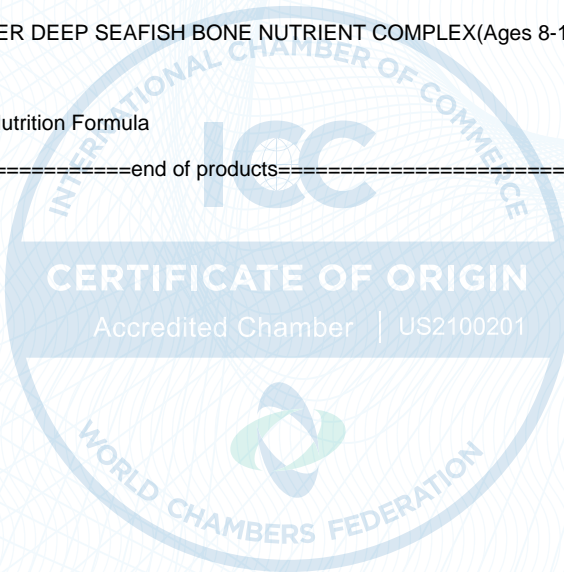 ER DEEP SEAFISH BONE NUTRIENT COMPLEX(Ages 8-1
INTERNATIONAL CHAMBER OF COMMERCE
utrition Formula
ICC
===========end of products=======================
CERTIFICATE OF ORIGIN
Accredited Chamber | US2100201
WORLD CHAMBERS FEDERATION